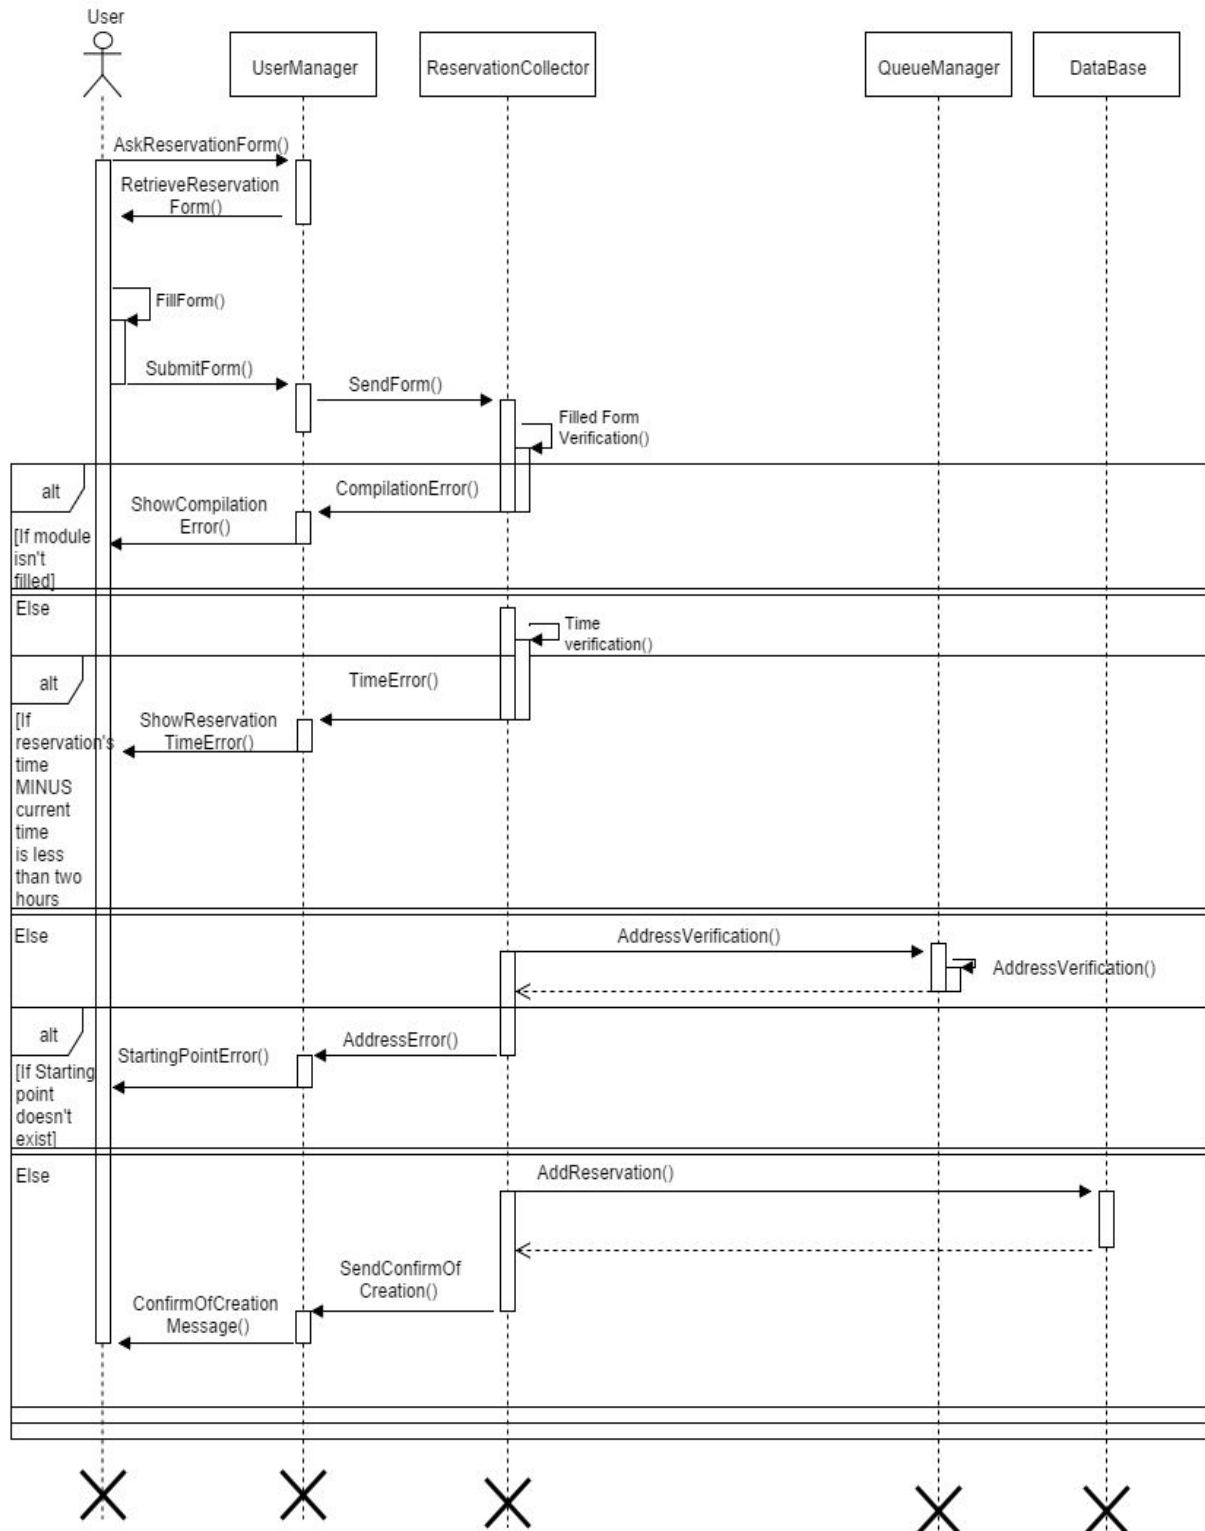 User
UserManager
ReservationCollector
QueueManager
DataBase
AskReservationForm()
RetrieveReservation
Form()
FillForm()
SubmitForm()
SendForm()
Filled Form
Verification()
alt
CompilationError()
ShowCompilation
Error()
[If module
isn't
filled]
Else
Time
verification()
alt
TimeError()
[If
reservation's
time
MINUS
current
time
is less
than two
hours
ShowReservation
TimeError()
Else
AddressVerification()
AddressVerification()
alt
AddressError()
StartingPointError()
[If Starting
point
doesn't
exist]
Else
AddReservation()
SendConfirmOf
Creation()
ConfirmOfCreation
Message()